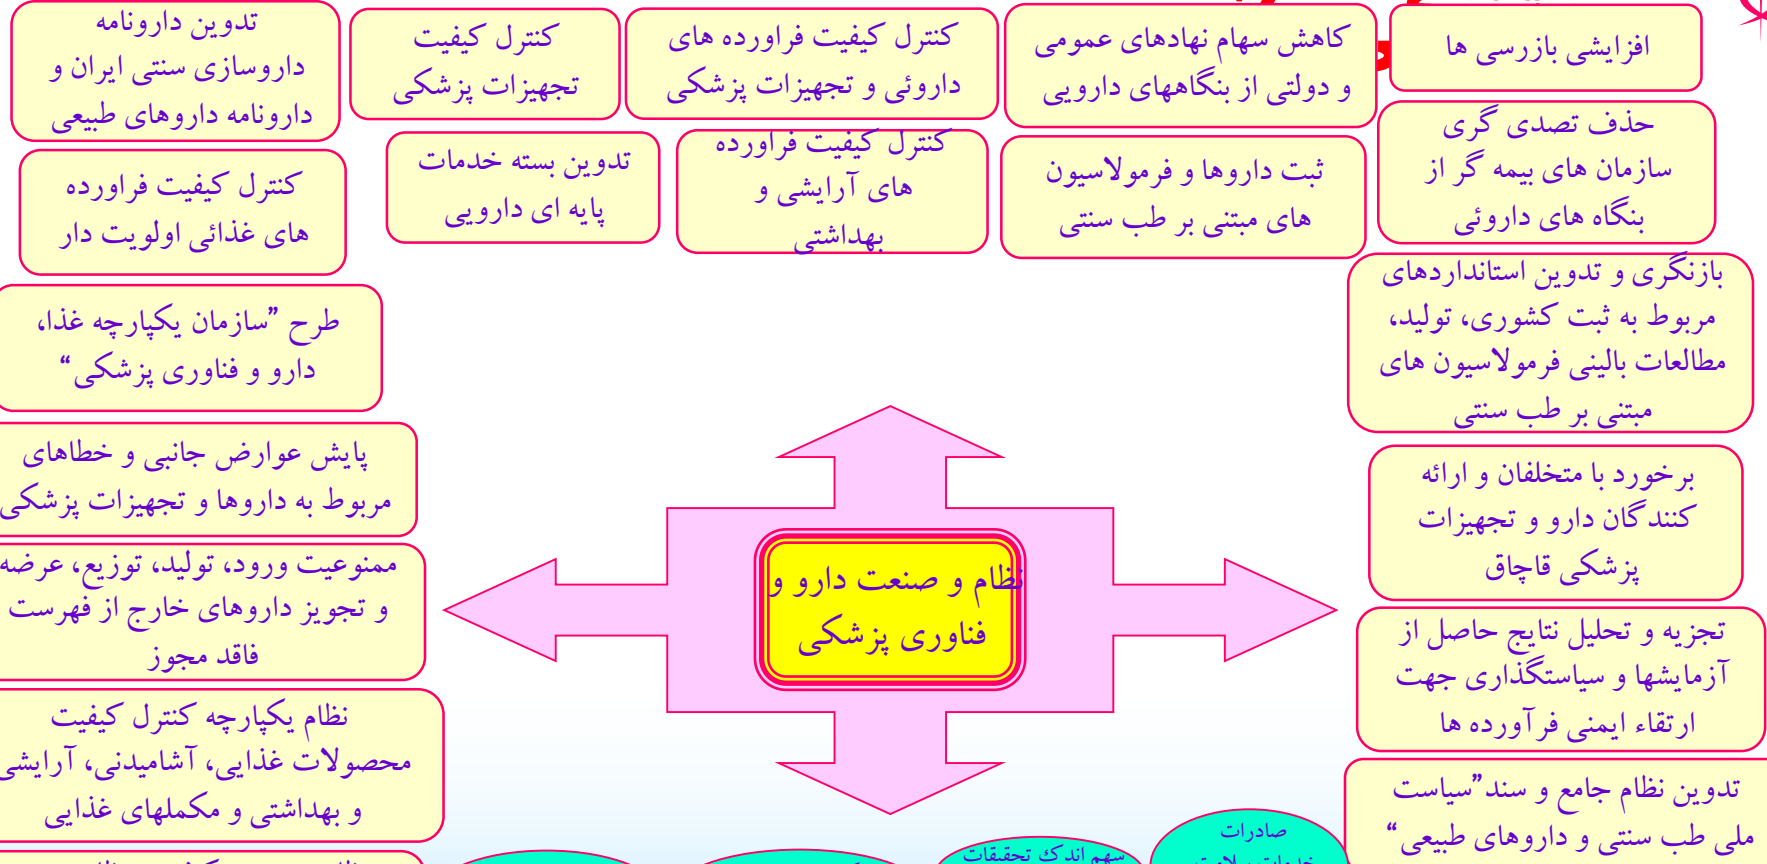 افزایشی بازرسی ها
کاهش سهام نهادهای عمومی
و دولتی از بنگاههای دارویی
کنترل کیفیت فراورده های
داروئی و تجهیزات پزشکی
کنترل کیفیت
تجهیزات پزشکی
تدوین دارونامه
داروسازی سنتی ایران و
دارونامه داروهای طبیعی
حذف تصدی گری
سازمان های بیمه گر از
بنگاه های داروئی
ثبت داروها و فرمولاسیون
های مبتنی بر طب سنتی
کنترل کیفیت فراورده
های آرایشی و
بهداشتی
تدوین بسته خدمات
پایه ای دارویی
کنترل کیفیت فراورده
های غذائی اولویت دار
بازنگری و تدوین استانداردهای
مربوط به ثبت کشوری، تولید،
مطالعات بالینی فرمولاسیون های
مبتنی بر طب سنتی
طرح ”سازمان یکپارچه غذا،
دارو و فناوری پزشکی“
برخورد با متخلفان و ارائه
کنندگان دارو و تجهیزات
پزشکی قاچاق
پایش عوارض جانبی و خطاهای
مربوط به داروها و تجهیزات پزشکی
نظام و صنعت دارو و
فناوری پزشکی
ممنوعیت ورود، تولید، توزیع، عرضه
و تجویز داروهای خارج از فهرست
فاقد مجوز
تجزیه و تحلیل نتایج حاصل از
آزمایشها و سیاستگذاری جهت
ارتقاء ایمنی فرآورده ها
نظام یکپارچه کنترل کیفیت
محصولات غذایی، آشامیدنی، آرایشی
و بهداشتی و مکملهای غذایی
تدوین نظام جامع و سند”سیاست
ملی طب سنتی و داروهای طبیعی“
صادرات
خدمات سلامت
سهم اندک تحقیقات